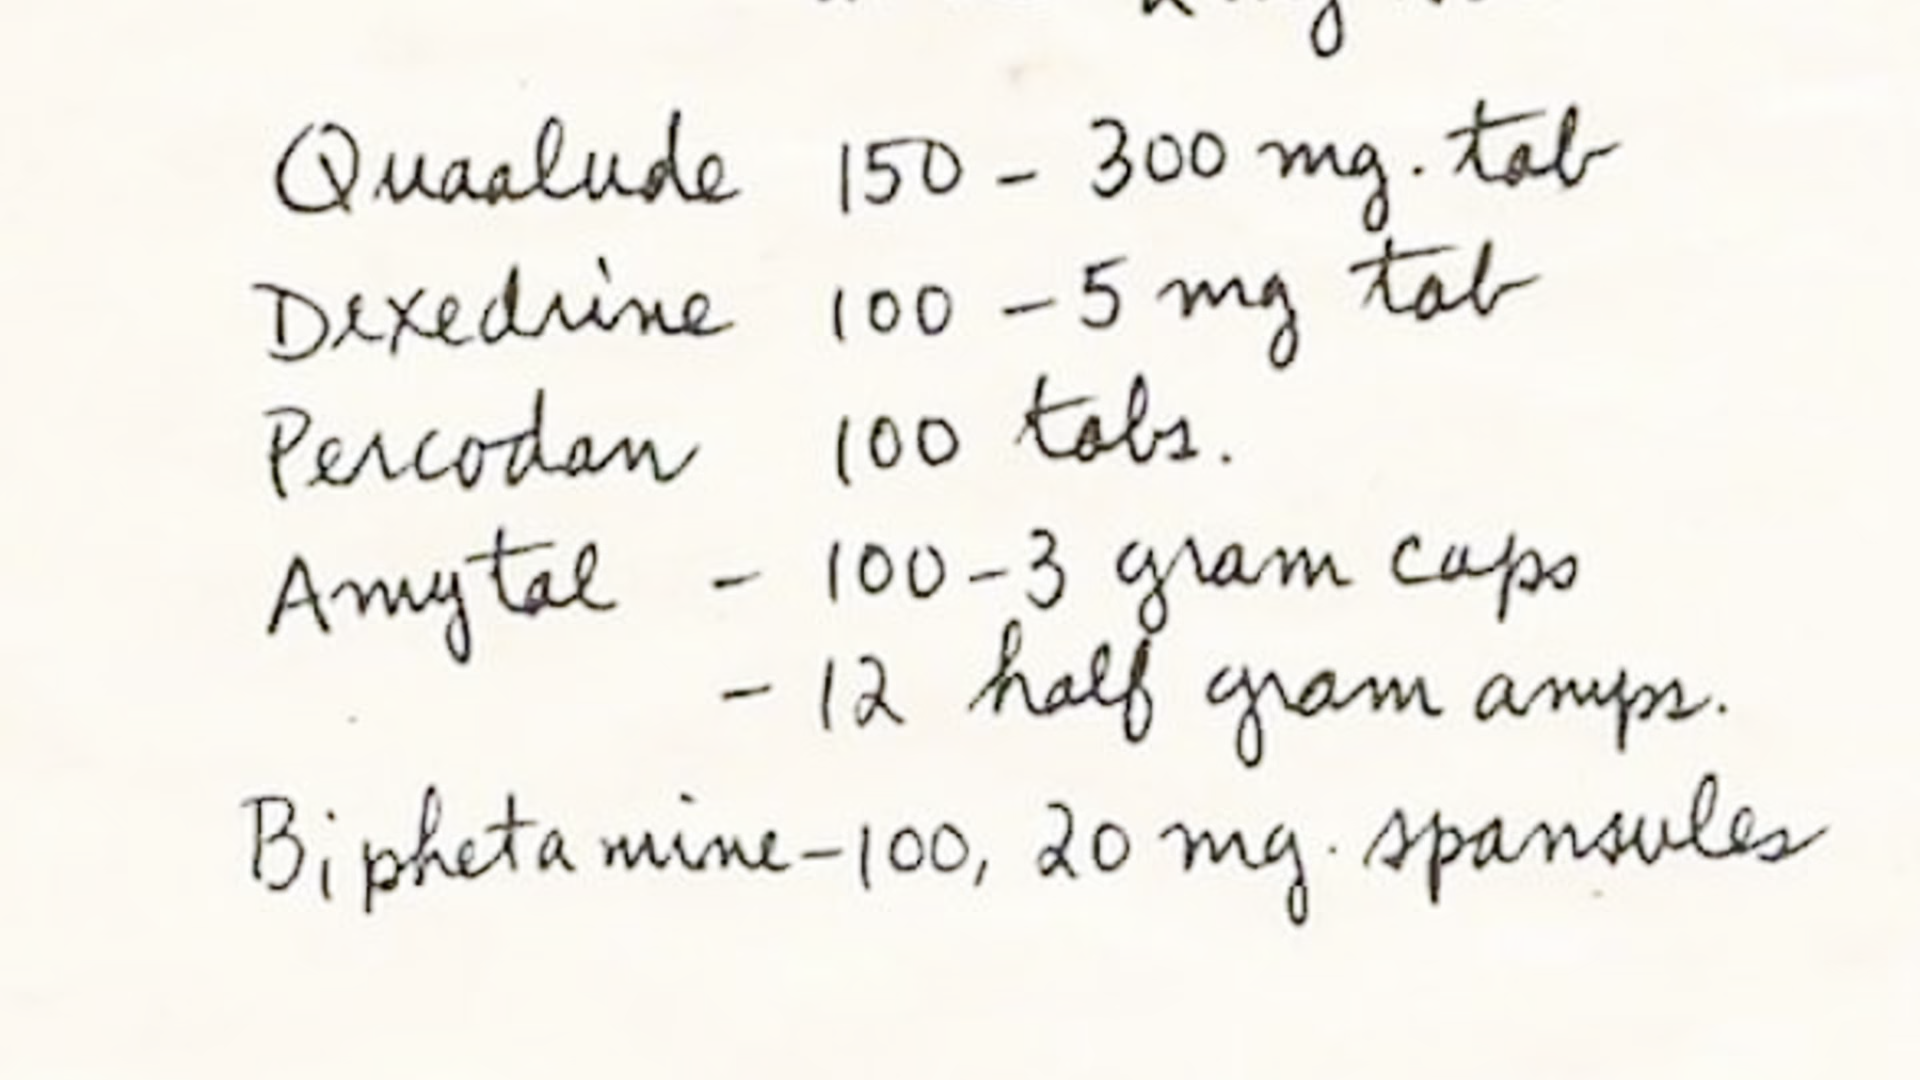 Quaalude 150 - 300 mg. tab
Dexedrine 100 - 5 mg tab
Percodan 100 tabs.
Amytal - 100 - 3 gram caps
- 12 half gram amps.
Biphetamine - 100, 20 mg. spansules